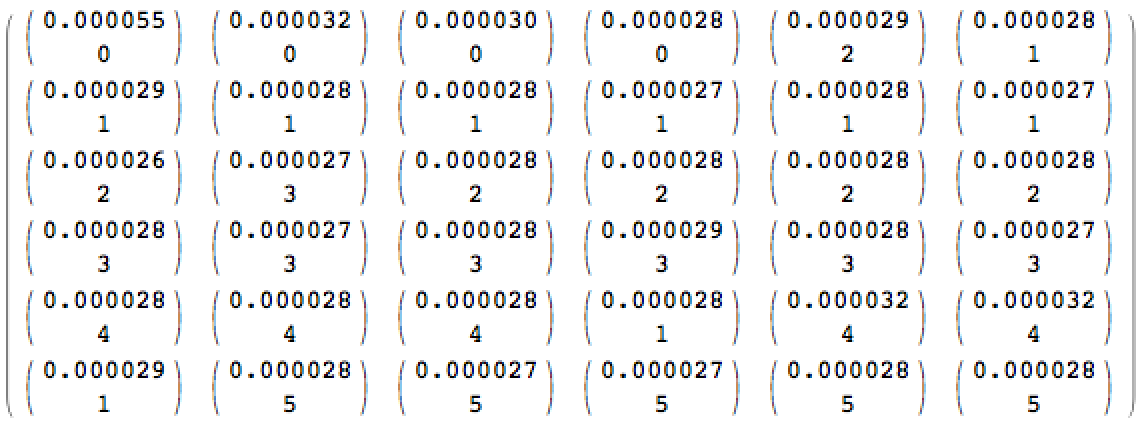 0.000055 0.000032 0.000030 0.000028 0.000029 0.000028
0 0 0 0 2 1
0.000029 0.000028 0.000028 0.000027 0.000028 0.000027
1 1 1 1 1 1
0.000026 0.000027 0.000028 0.000028 0.000028 0.000028
2 3 2 2 2 2
0.000028 0.000027 0.000028 0.000029 0.000028 0.000027
3 3 3 3 3 3
0.000028 0.000028 0.000028 0.000028 0.000032 0.000032
4 4 4 1 4 4
0.000029 0.000028 0.000027 0.000027 0.000028 0.000028
1 5 5 5 5 5